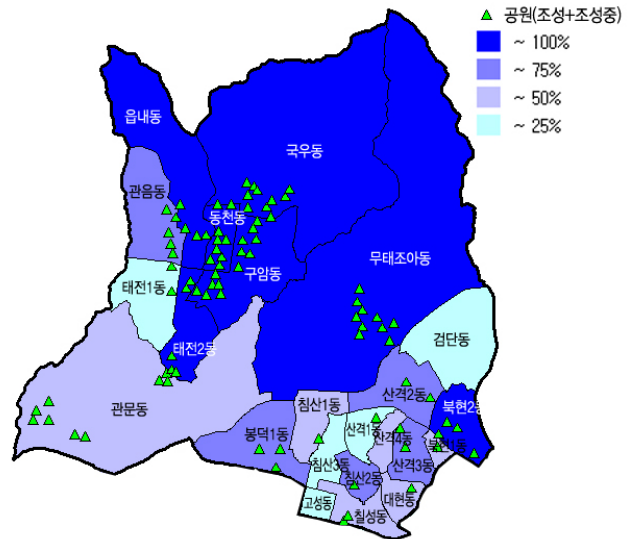 공원(조성+조성중)
~ 100%
~ 75%
~ 50%
~ 25%
읍내동
국우동
관음동
동천동
구암동
무태조아동
태전1동
태전2동
검단동
관문동
침산1동
산격2동
북현2동
봉덕1동
산격1동
산격4동
북현1동
침산3동
침산2동
산격3동
고성동
칠성동
대현동